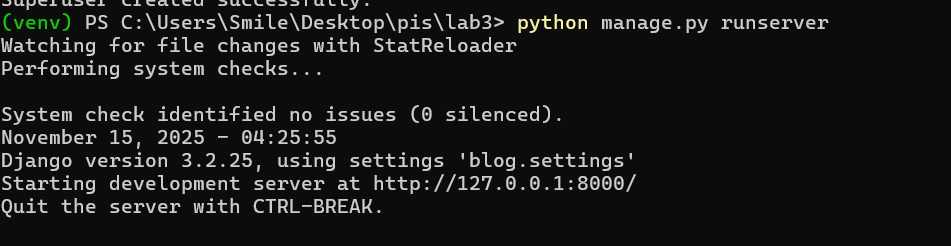 Superuser created successfully.
(venv) PS C:\Users\Smile\Desktop\pis\lab3> python manage.py runserver
Watching for file changes with StatReloader
Performing system checks...

System check identified no issues (0 silenced).
November 15, 2025 - 04:25:55
Django version 3.2.25, using settings 'blog.settings'
Starting development server at http://127.0.0.1:8000/
Quit the server with CTRL-BREAK.